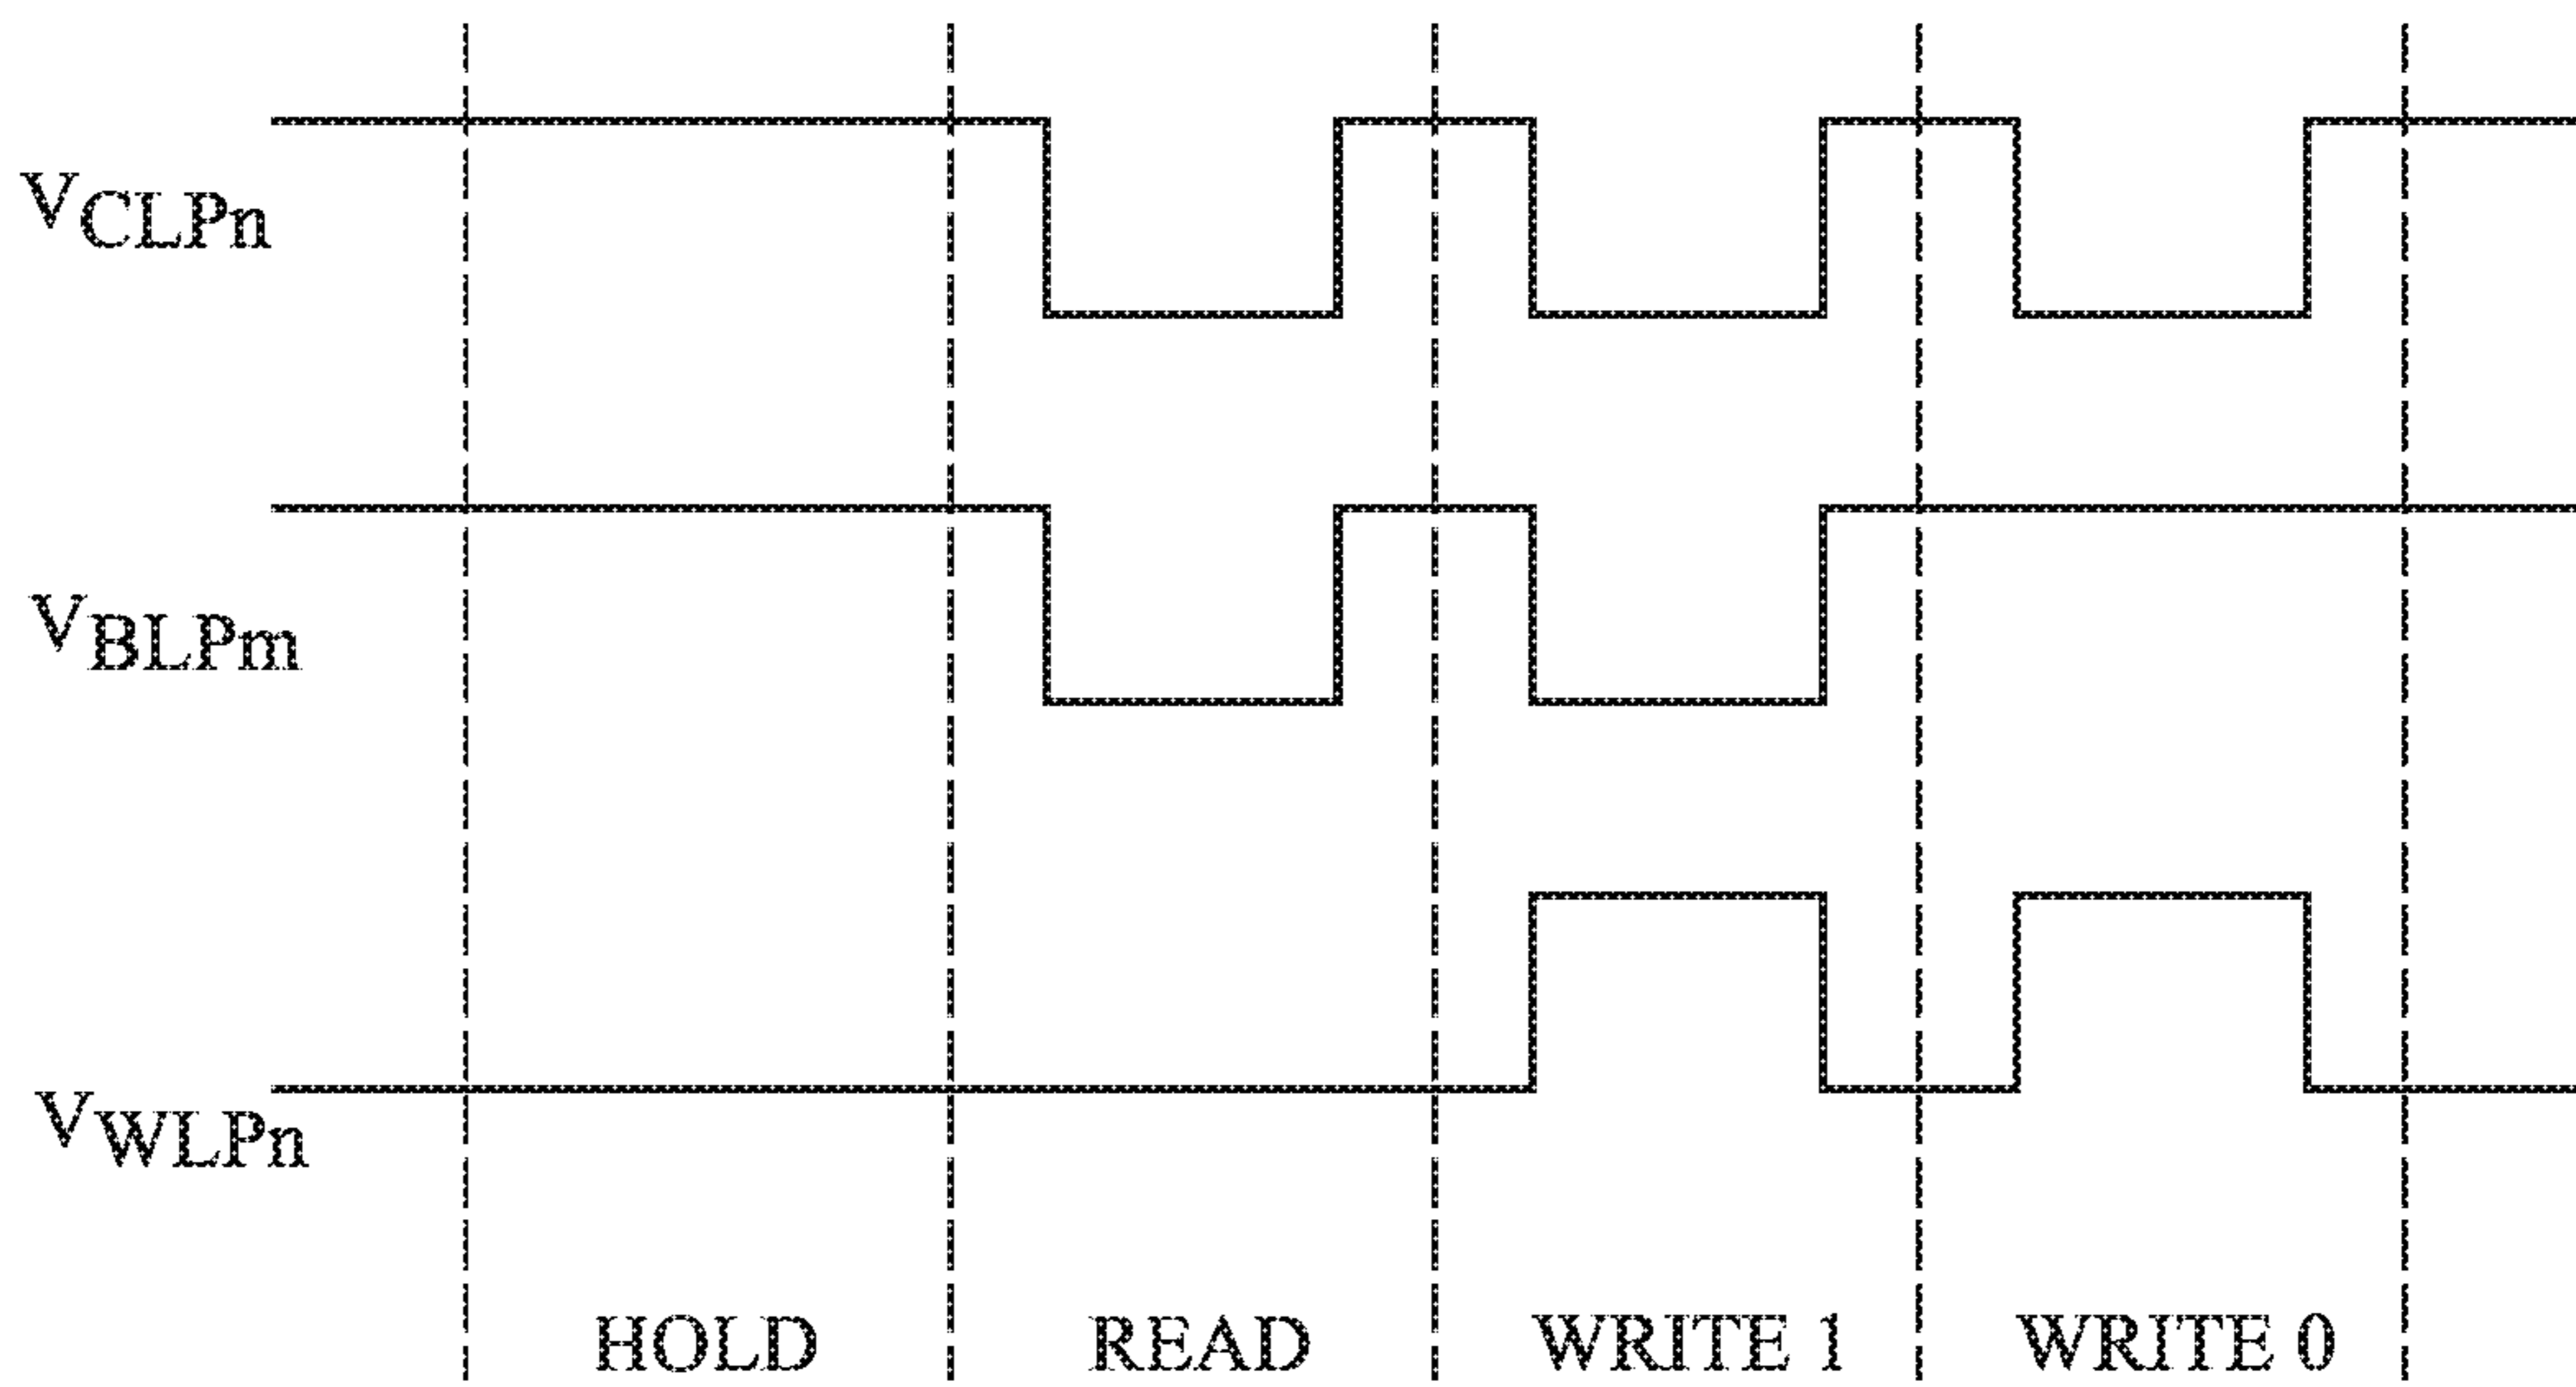 VCLPn
VBLPm
VWLPn
HOLD READ WRITE 1 WRITE 0